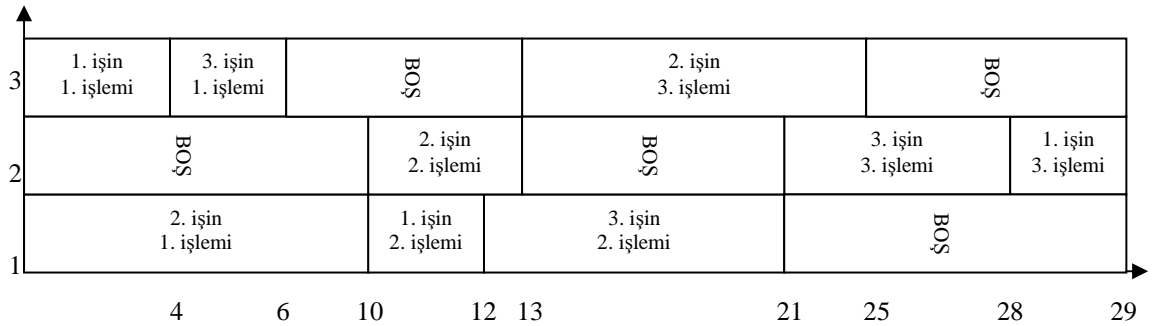 3
1. işin
1. işlemi
3. işin
1. işlemi
BOŞ
2. işin
3. işlemi
BOŞ
2
BOŞ
2. işin
2. işlemi
BOŞ
3. işin
3. işlemi
1. işin
3. işlemi
1
2. işin
1. işlemi
1. işin
2. işlemi
3. işin
2. işlemi
BOŞ
4 6 10 12 13 21 25 28 29